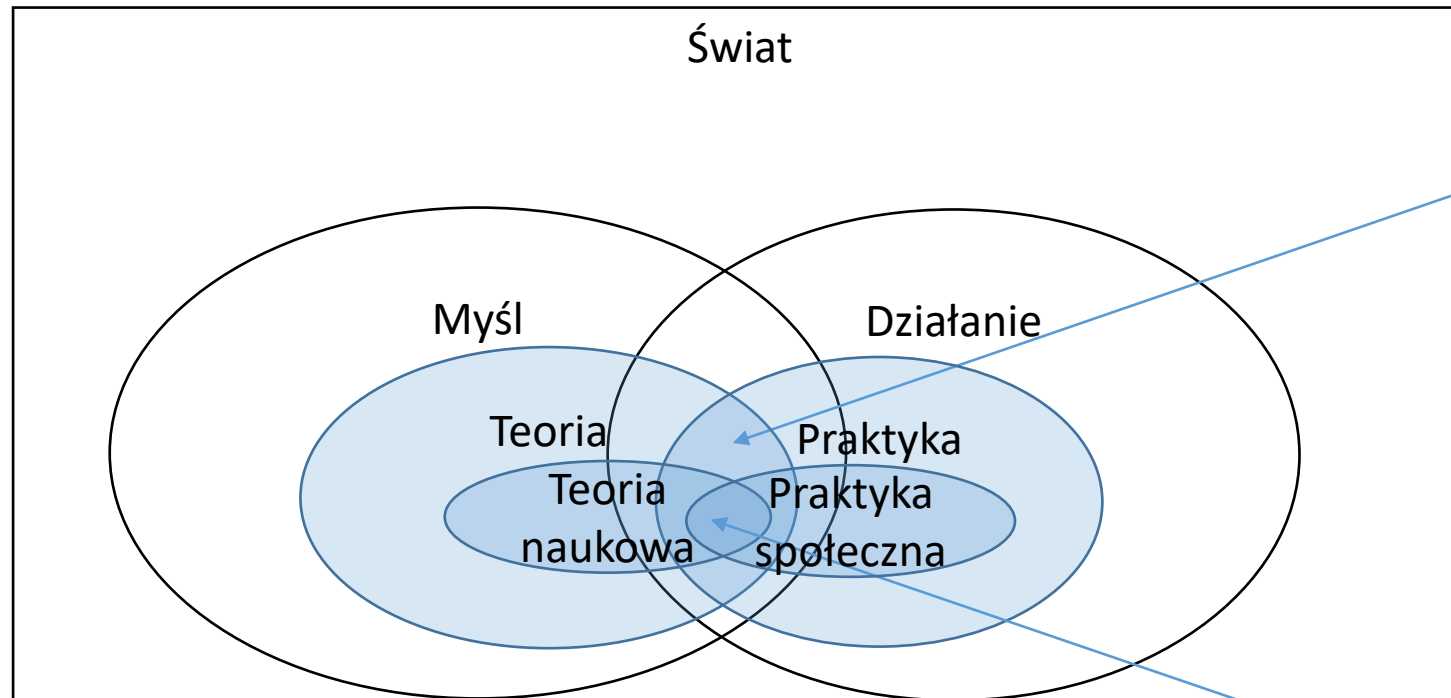 Świat
Myśl
Działanie
Teoria
Praktyka
Teoria
naukowa
Praktyka
społeczna